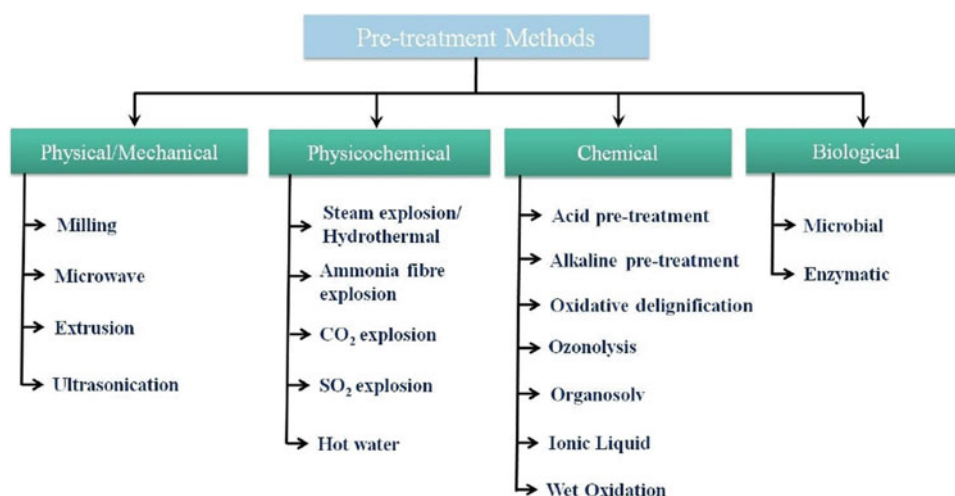 Pre-treatment Methods
Physical/Mechanical
Milling
Microwave
Extrusion
Ultrasonication
Physicochemical
Steam explosion/
Hydrothermal
Ammonia fibre
explosion
CO₂ explosion
SO₂ explosion
Hot water
Chemical
Acid pre-treatment
Alkaline pre-treatment
Oxidative delignification
Ozonolysis
Organosolv
Ionic Liquid
Wet Oxidation
Biological
Microbial
Enzymatic